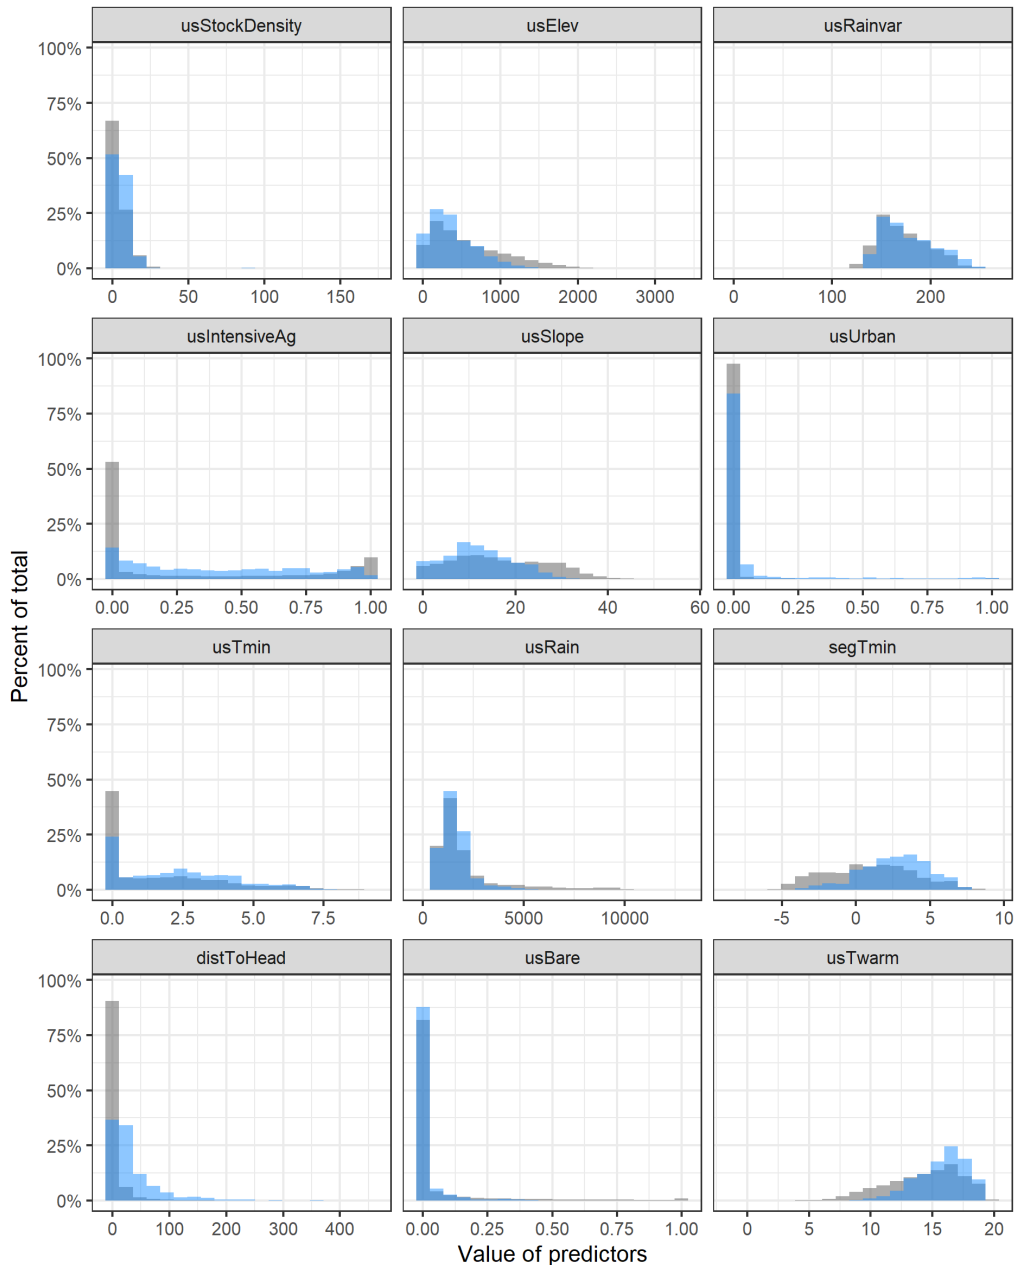 usStockDensity usElev usRainvar
100%
75%
50%
25%
0%
0 50 100 150 0 1000 2000 3000 0 100 200
usIntensiveAg usSlope usUrban
100%
75%
50%
25%
0%
0.00 0.25 0.50 0.75 1.00 0 20 40 60 0.00 0.25 0.50 0.75 1.00
Percent of total
usTmin usRain segTmin
100%
75%
50%
25%
0%
0.0 2.5 5.0 7.5 0 5000 10000 -5 0 5 10
distToHead usBare usTwarm
100%
75%
50%
25%
0%
0 100 200 300 400 0.00 0.25 0.50 0.75 1.00 0 5 10 15 20
Value of predictors